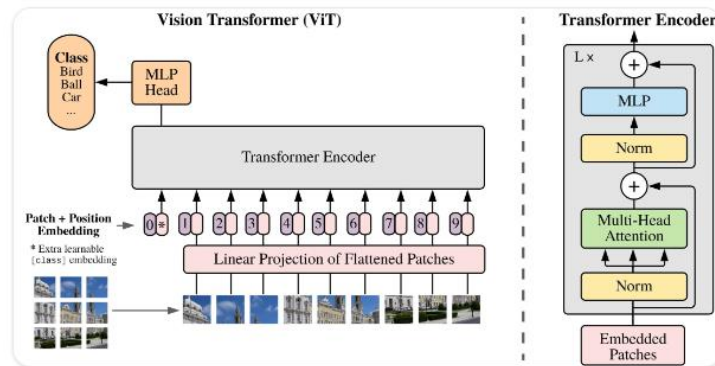 Vision Transformer (ViT)
Class
Bird
Ball
Car
...
MLP
Head
Transformer Encoder
Patch + Position
Embedding
* Extra learnable
[class] embedding
0 * 1 2 3 4 5 6 7 8 9
Linear Projection of Flattened Patches
Transformer Encoder
L x
+
MLP
Norm
+
Multi-Head
Attention
Norm
Embedded
Patches